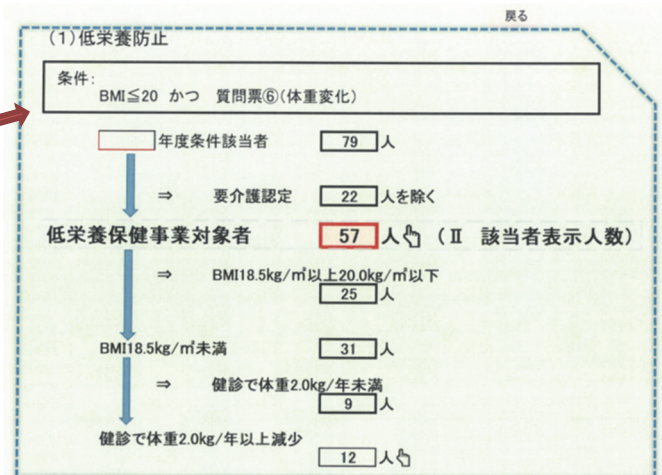 戻る
(1)低栄養防止
条件:
BMI≦20 かつ 質問票⑥(体重変化)
年度条件該当者 79 人
⇒ 要介護認定 22 人を除く
低栄養保健事業対象者 57 人 (Ⅱ 該当者表示人数)
⇒ BMI18.5kg/㎡以上20.0kg/㎡以下
25 人
BMI18.5kg/㎡未満 31 人
⇒ 健診で体重2.0kg/年未満
9 人
健診で体重2.0kg/年以上減少
12 人